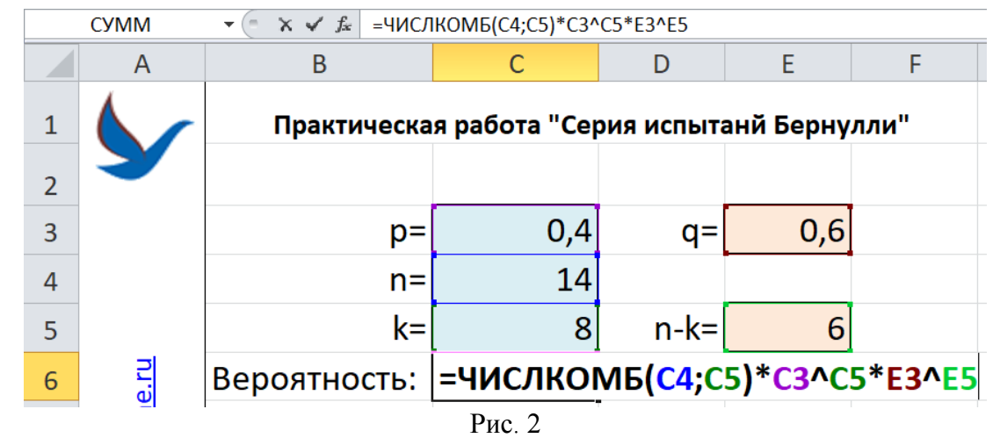 СУММ =ЧИСЛКОМБ(C4;C5)*C3^C5*E3^E5
A B C D E F
1 Практическая работа "Серия испытанй Бернулли"
2
3 p= 0,4 q= 0,6
4 n= 14
5 k= 8 n-k= 6
6 e.ru Вероятность: =ЧИСЛКОМБ(C4;C5)*C3^C5*E3^E5
Рис. 2